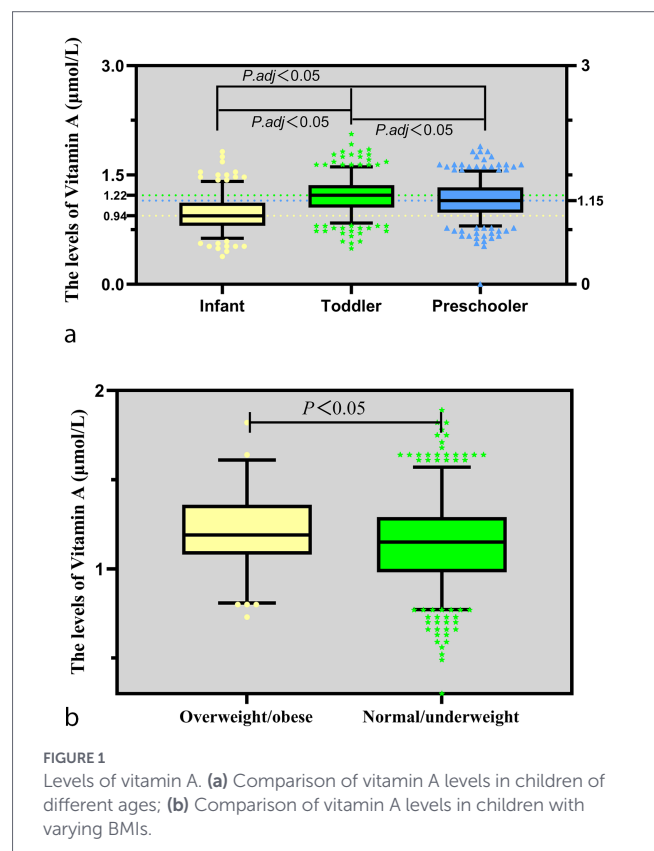 3.0
3
P.adj<0.05
P.adj<0.05
P.adj<0.05
The levels of Vitamin A (μmol/L)
1.5
1.22
1.15
0.94
0.0
0
Infant
Toddler
Preschooler
a
2
P<0.05
The levels of Vitamin A (μmol/L)
1
Overweight/obese
Normal/underweight
b
FIGURE 1
Levels of vitamin A. (a) Comparison of vitamin A levels in children of
different ages; (b) Comparison of vitamin A levels in children with
varying BMIs.